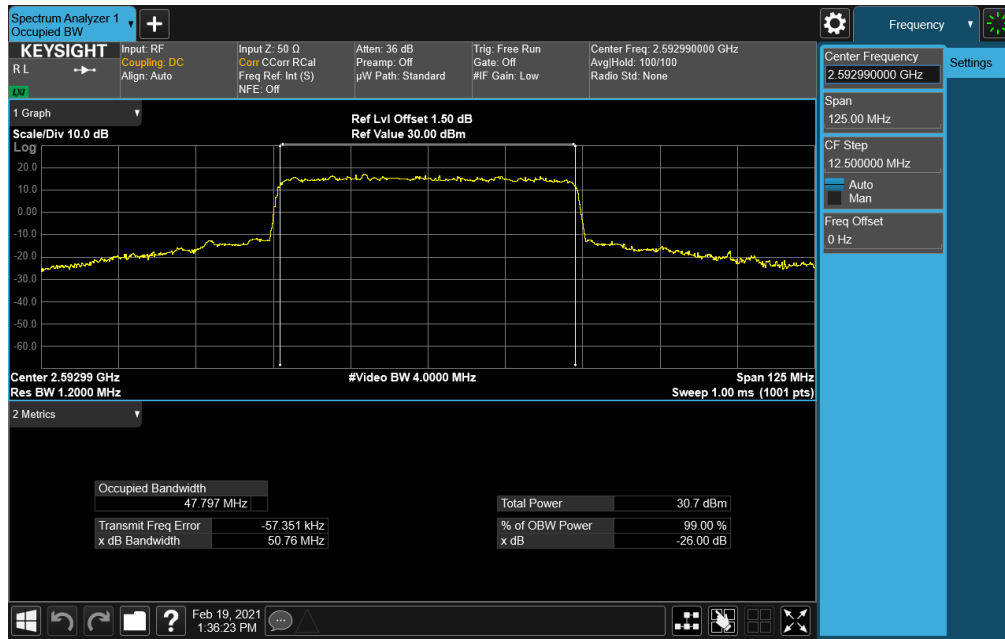 Spectrum Analyzer 1
Occupied BW
Frequency
KEYSIGHT
R L
LXI
Input: RF
Coupling: DC
Align: Auto
Input Z: 50 Ω
Corr CCorr RCal
Freq Ref: Int (S)
NFE: Off
Atten: 36 dB
Preamp: Off
µW Path: Standard
Trig: Free Run
Gate: Off
#IF Gain: Low
Center Freq: 2.592990000 GHz
Avg|Hold: 100/100
Radio Std: None
Center Frequency
2.592990000 GHz
Settings
Span
125.00 MHz
CF Step
12.500000 MHz
Auto
Man
Freq Offset
0 Hz
1 Graph
Scale/Div 10.0 dB
Ref Lvl Offset 1.50 dB
Ref Value 30.00 dBm
Log
20.0
10.0
0.00
-10.0
-20.0
-30.0
-40.0
-50.0
-60.0
Center 2.59299 GHz
#Video BW 4.0000 MHz
Span 125 MHz
Res BW 1.2000 MHz
Sweep 1.00 ms (1001 pts)
2 Metrics
Occupied Bandwidth
47.797 MHz
Total Power 30.7 dBm
Transmit Freq Error -57.351 kHz
% of OBW Power 99.00 %
x dB Bandwidth 50.76 MHz
x dB -26.00 dB
Feb 19, 2021
1:36:23 PM